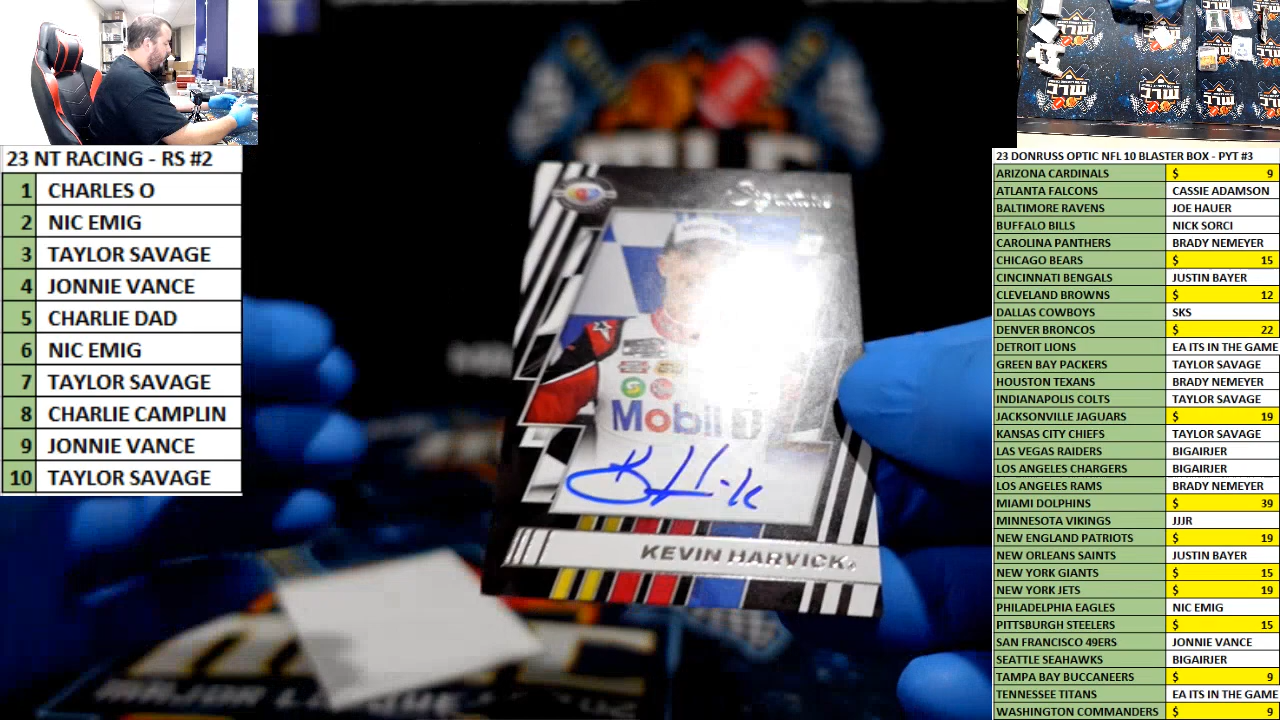 23 NT RACING - RS #2
1 CHARLES O
2 NIC EMIG
3 TAYLOR SAVAGE
4 JONNIE VANCE
5 CHARLIE DAD
6 NIC EMIG
7 TAYLOR SAVAGE
8 CHARLIE CAMPLIN
9 JONNIE VANCE
10 TAYLOR SAVAGE
Mobil 1
KEVIN HARVICK
MAJOR LEAGUE
23 DONRUSS OPTIC NFL 10 BLASTER BOX - PYT #3
ARIZONA CARDINALS $ 9
ATLANTA FALCONS CASSIE ADAMSON
BALTIMORE RAVENS JOE HAUER
BUFFALO BILLS NICK SORCI
CAROLINA PANTHERS BRADY NEMEYER
CHICAGO BEARS $ 15
CINCINNATI BENGALS JUSTIN BAYER
CLEVELAND BROWNS $ 12
DALLAS COWBOYS SKS
DENVER BRONCOS $ 22
DETROIT LIONS EA ITS IN THE GAME
GREEN BAY PACKERS TAYLOR SAVAGE
HOUSTON TEXANS BRADY NEMEYER
INDIANAPOLIS COLTS TAYLOR SAVAGE
JACKSONVILLE JAGUARS $ 19
KANSAS CITY CHIEFS TAYLOR SAVAGE
LAS VEGAS RAIDERS BIGAIRJER
LOS ANGELES CHARGERS BIGAIRJER
LOS ANGELES RAMS BRADY NEMEYER
MIAMI DOLPHINS $ 39
MINNESOTA VIKINGS JJJR
NEW ENGLAND PATRIOTS $ 19
NEW ORLEANS SAINTS JUSTIN BAYER
NEW YORK GIANTS $ 15
NEW YORK JETS $ 19
PHILADELPHIA EAGLES NIC EMIG
PITTSBURGH STEELERS $ 15
SAN FRANCISCO 49ERS JONNIE VANCE
SEATTLE SEAHAWKS BIGAIRJER
TAMPA BAY BUCCANEERS $ 9
TENNESSEE TITANS EA ITS IN THE GAME
WASHINGTON COMMANDERS $ 9